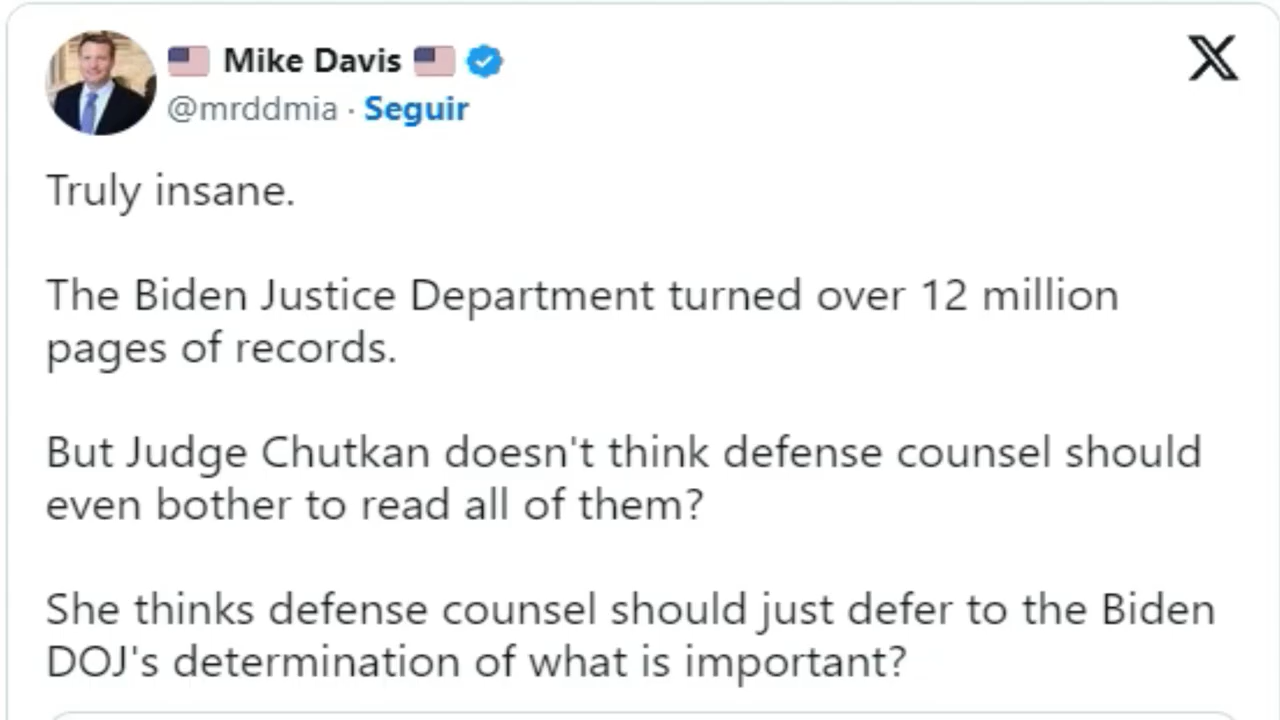 🇺🇸 Mike Davis 🇺🇸
@mrddmia · Seguir
Truly insane.
The Biden Justice Department turned over 12 million
pages of records.
But Judge Chutkan doesn't think defense counsel should
even bother to read all of them?
She thinks defense counsel should just defer to the Biden
DOJ's determination of what is important?